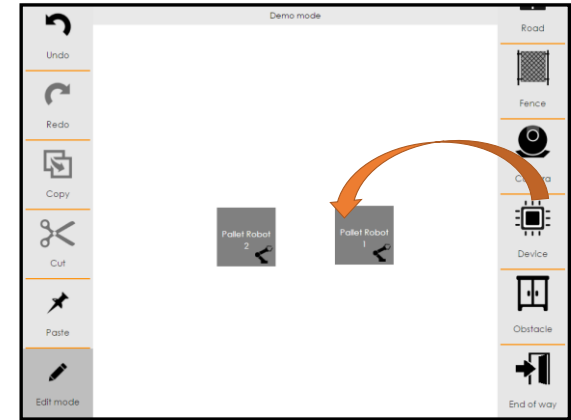 Demo mode
Undo
Redo
Copy
Cut
Paste
Edit mode
Pallet Robot
2
Pallet Robot
1
Road
Fence
Device
Obstacle
End of way